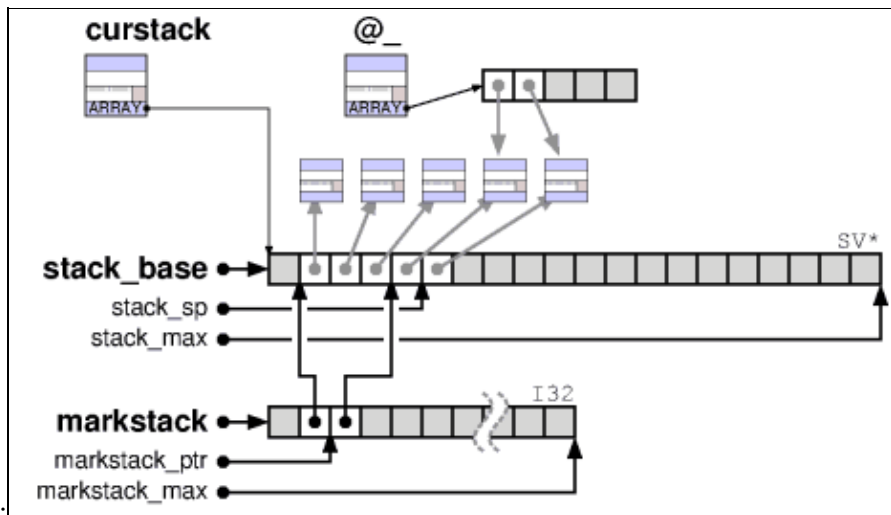 curstack @_
ARRAY ARRAY
SV*
stack_base
stack_sp
stack_max
I32
markstack
markstack_ptr
markstack_max
.